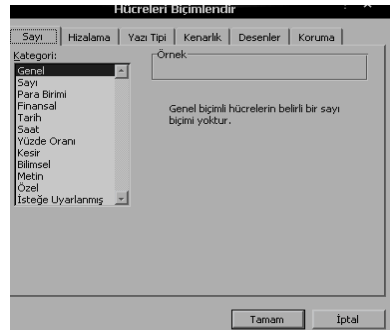 Hücreleri Biçimlendir
? ×
Sayı Hizalama Yazı Tipi Kenarlık Desenler Koruma
Kategori:
Genel
Sayı
Para Birimi
Finansal
Tarih
Saat
Yüzde Oranı
Kesir
Bilimsel
Metin
Özel
İsteğe Uyarlanmış
Örnek
Genel biçimli hücrelerin belirli bir sayı
biçimi yoktur.
Tamam İptal